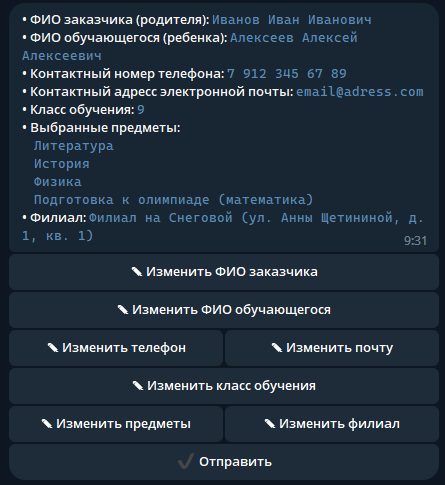 • ФИО заказчика (родителя): Иванов Иван Иванович
• ФИО обучающегося (ребенка): Алексеев Алексей
Алексеевич
• Контактный номер телефона: 7 912 345 67 89
• Контактный адресс электронной почты: email@adress.com
• Класс обучения: 9
• Выбранные предметы:
Литература
История
Физика
Подготовка к олимпиаде (математика)
• Филиал: Филиал на Снеговой (ул. Анны Щетининой, д.
1, кв. 1)
9:31
✎ Изменить ФИО заказчика
✎ Изменить ФИО обучающегося
✎ Изменить телефон
✎ Изменить почту
✎ Изменить класс обучения
✎ Изменить предметы
✎ Изменить филиал
✔ Отправить